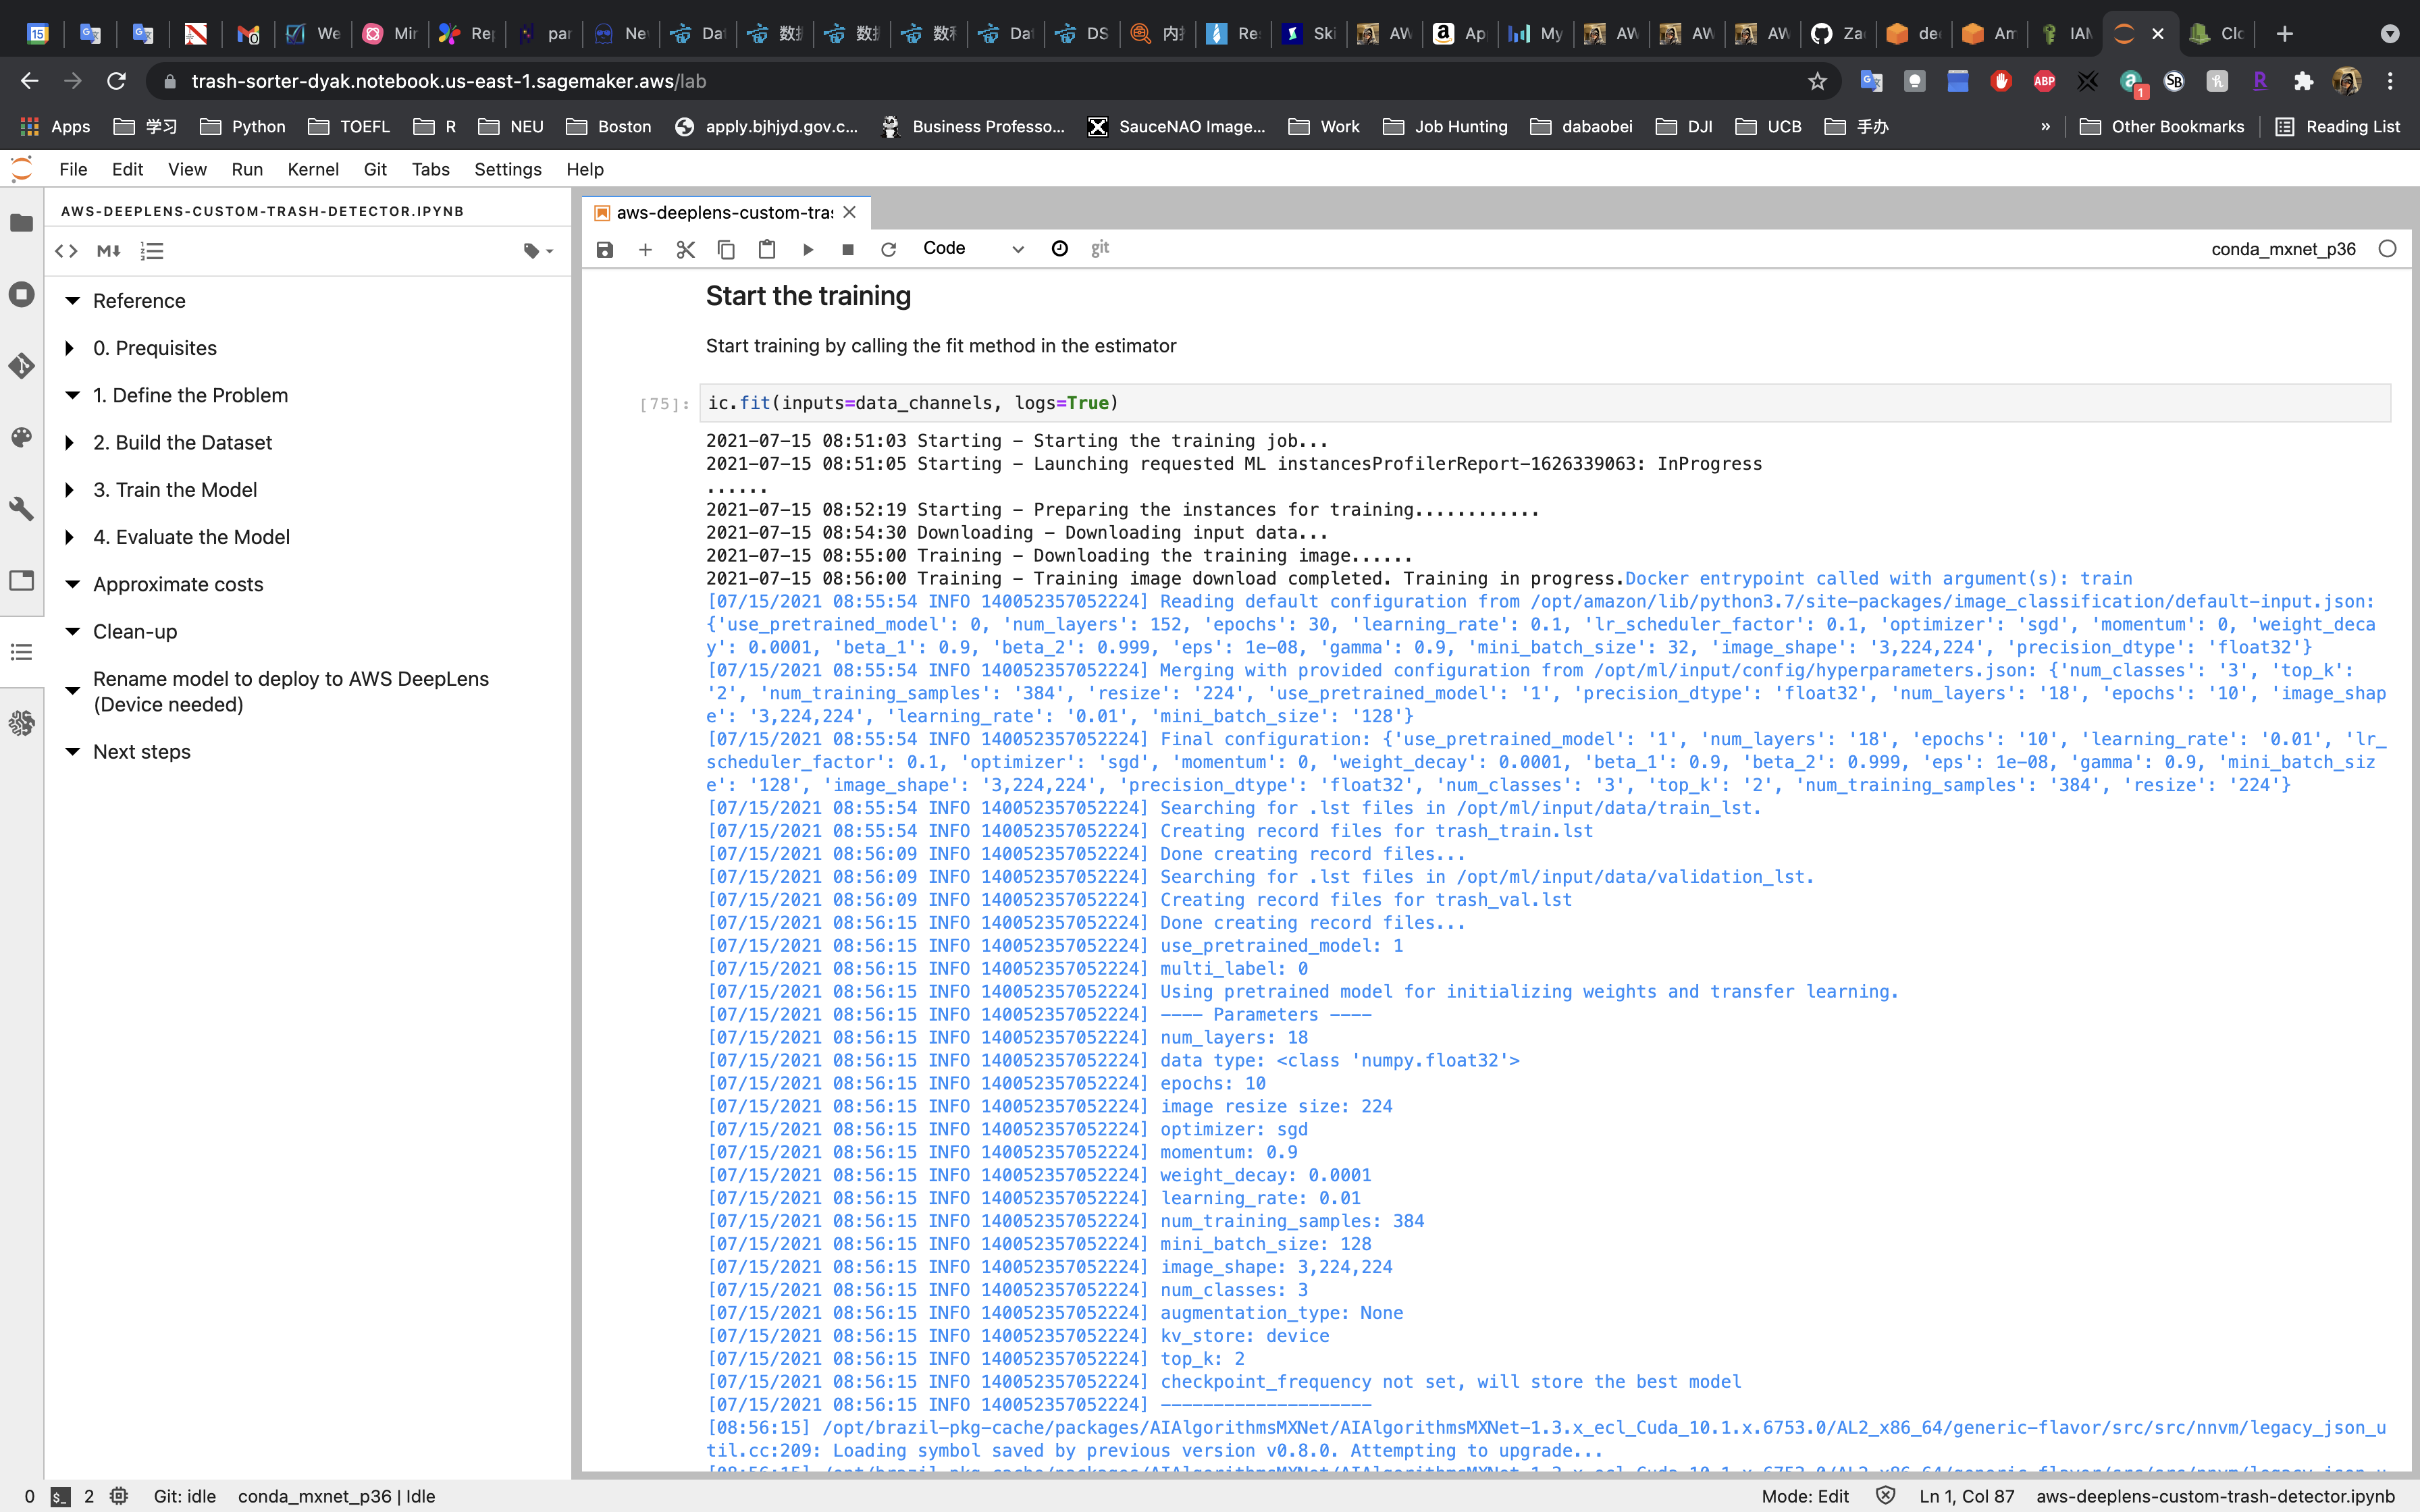 15 We Mir Rep par Ne Da 数据 数据 数科 Da DS 内推 Re Ski AW Ap My AW AW AW Za de Am IAM Clo
trash-sorter-dyak.notebook.us-east-1.sagemaker.aws/lab
Apps 学习 Python TOEFL R NEU Boston apply.bjhjyd.gov.c... Business Professo... SauceNAO Image... Work Job Hunting dabaobei DJI UCB 手办 » Other Bookmarks Reading List
File Edit View Run Kernel Git Tabs Settings Help
AWS-DEEPLENS-CUSTOM-TRASH-DETECTOR.IPYNB
Reference
0. Prequisites
1. Define the Problem
2. Build the Dataset
3. Train the Model
4. Evaluate the Model
Approximate costs
Clean-up
Rename model to deploy to AWS DeepLens
(Device needed)
Next steps
aws-deeplens-custom-tra
Code git conda_mxnet_p36
Start the training
Start training by calling the fit method in the estimator
[75]: ic.fit(inputs=data_channels, logs=True)
2021-07-15 08:51:03 Starting - Starting the training job...
2021-07-15 08:51:05 Starting - Launching requested ML instancesProfilerReport-1626339063: InProgress
......
2021-07-15 08:52:19 Starting - Preparing the instances for training............
2021-07-15 08:54:30 Downloading - Downloading input data...
2021-07-15 08:55:00 Training - Downloading the training image......
2021-07-15 08:56:00 Training - Training image download completed. Training in progress.Docker entrypoint called with argument(s): train
[07/15/2021 08:55:54 INFO 140052357052224] Reading default configuration from /opt/amazon/lib/python3.7/site-packages/image_classification/default-input.json:
{'use_pretrained_model': 0, 'num_layers': 152, 'epochs': 30, 'learning_rate': 0.1, 'lr_scheduler_factor': 0.1, 'optimizer': 'sgd', 'momentum': 0, 'weight_deca
y': 0.0001, 'beta_1': 0.9, 'beta_2': 0.999, 'eps': 1e-08, 'gamma': 0.9, 'mini_batch_size': 32, 'image_shape': '3,224,224', 'precision_dtype': 'float32'}
[07/15/2021 08:55:54 INFO 140052357052224] Merging with provided configuration from /opt/ml/input/config/hyperparameters.json: {'num_classes': '3', 'top_k':
'2', 'num_training_samples': '384', 'resize': '224', 'use_pretrained_model': '1', 'precision_dtype': 'float32', 'num_layers': '18', 'epochs': '10', 'image_shap
e': '3,224,224', 'learning_rate': '0.01', 'mini_batch_size': '128'}
[07/15/2021 08:55:54 INFO 140052357052224] Final configuration: {'use_pretrained_model': '1', 'num_layers': '18', 'epochs': '10', 'learning_rate': '0.01', 'lr_
scheduler_factor': 0.1, 'optimizer': 'sgd', 'momentum': 0, 'weight_decay': 0.0001, 'beta_1': 0.9, 'beta_2': 0.999, 'eps': 1e-08, 'gamma': 0.9, 'mini_batch_siz
e': '128', 'image_shape': '3,224,224', 'precision_dtype': 'float32', 'num_classes': '3', 'top_k': '2', 'num_training_samples': '384', 'resize': '224'}
[07/15/2021 08:55:54 INFO 140052357052224] Searching for .lst files in /opt/ml/input/data/train_lst.
[07/15/2021 08:55:54 INFO 140052357052224] Creating record files for trash_train.lst
[07/15/2021 08:56:09 INFO 140052357052224] Done creating record files...
[07/15/2021 08:56:09 INFO 140052357052224] Searching for .lst files in /opt/ml/input/data/validation_lst.
[07/15/2021 08:56:09 INFO 140052357052224] Creating record files for trash_val.lst
[07/15/2021 08:56:15 INFO 140052357052224] Done creating record files...
[07/15/2021 08:56:15 INFO 140052357052224] use_pretrained_model: 1
[07/15/2021 08:56:15 INFO 140052357052224] multi_label: 0
[07/15/2021 08:56:15 INFO 140052357052224] Using pretrained model for initializing weights and transfer learning.
[07/15/2021 08:56:15 INFO 140052357052224] ---- Parameters ----
[07/15/2021 08:56:15 INFO 140052357052224] num_layers: 18
[07/15/2021 08:56:15 INFO 140052357052224] data type: <class 'numpy.float32'>
[07/15/2021 08:56:15 INFO 140052357052224] epochs: 10
[07/15/2021 08:56:15 INFO 140052357052224] image resize size: 224
[07/15/2021 08:56:15 INFO 140052357052224] optimizer: sgd
[07/15/2021 08:56:15 INFO 140052357052224] momentum: 0.9
[07/15/2021 08:56:15 INFO 140052357052224] weight_decay: 0.0001
[07/15/2021 08:56:15 INFO 140052357052224] learning_rate: 0.01
[07/15/2021 08:56:15 INFO 140052357052224] num_training_samples: 384
[07/15/2021 08:56:15 INFO 140052357052224] mini_batch_size: 128
[07/15/2021 08:56:15 INFO 140052357052224] image_shape: 3,224,224
[07/15/2021 08:56:15 INFO 140052357052224] num_classes: 3
[07/15/2021 08:56:15 INFO 140052357052224] augmentation_type: None
[07/15/2021 08:56:15 INFO 140052357052224] kv_store: device
[07/15/2021 08:56:15 INFO 140052357052224] top_k: 2
[07/15/2021 08:56:15 INFO 140052357052224] checkpoint_frequency not set, will store the best model
[07/15/2021 08:56:15 INFO 140052357052224] --------------------
[08:56:15] /opt/brazil-pkg-cache/packages/AIAlgorithmsMXNet/AIAlgorithmsMXNet-1.3.x_ecl_Cuda_10.1.x.6753.0/AL2_x86_64/generic-flavor/src/src/nnvm/legacy_json_u
til.cc:209: Loading symbol saved by previous version v0.8.0. Attempting to upgrade...
0 2 Git: idle conda_mxnet_p36 | Idle Mode: Edit Ln 1, Col 87 aws-deeplens-custom-trash-detector.ipynb